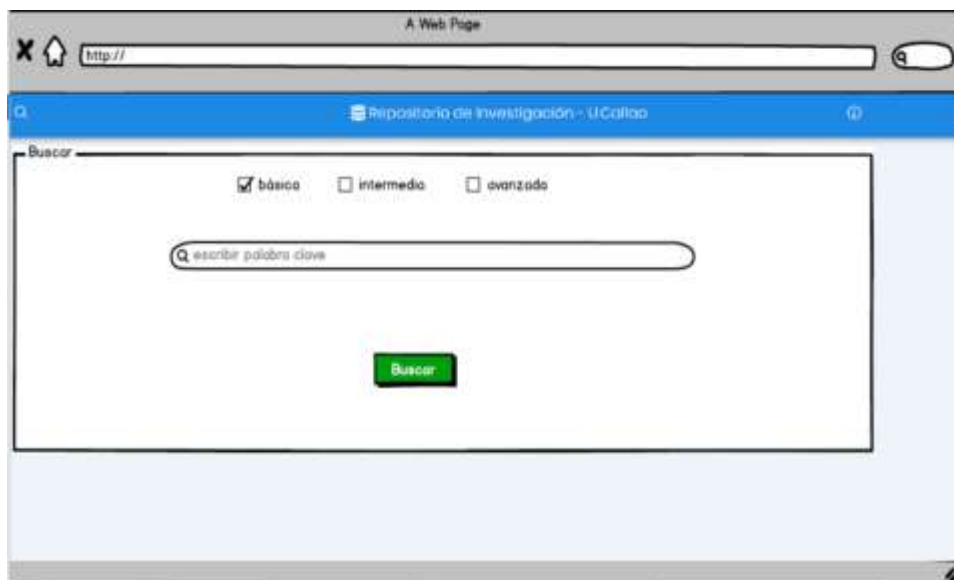 A Web Page
http://
Repositorio de Investigación - UCallao
Buscar
básico intermedio avanzado
escribir palabra clave
Buscar